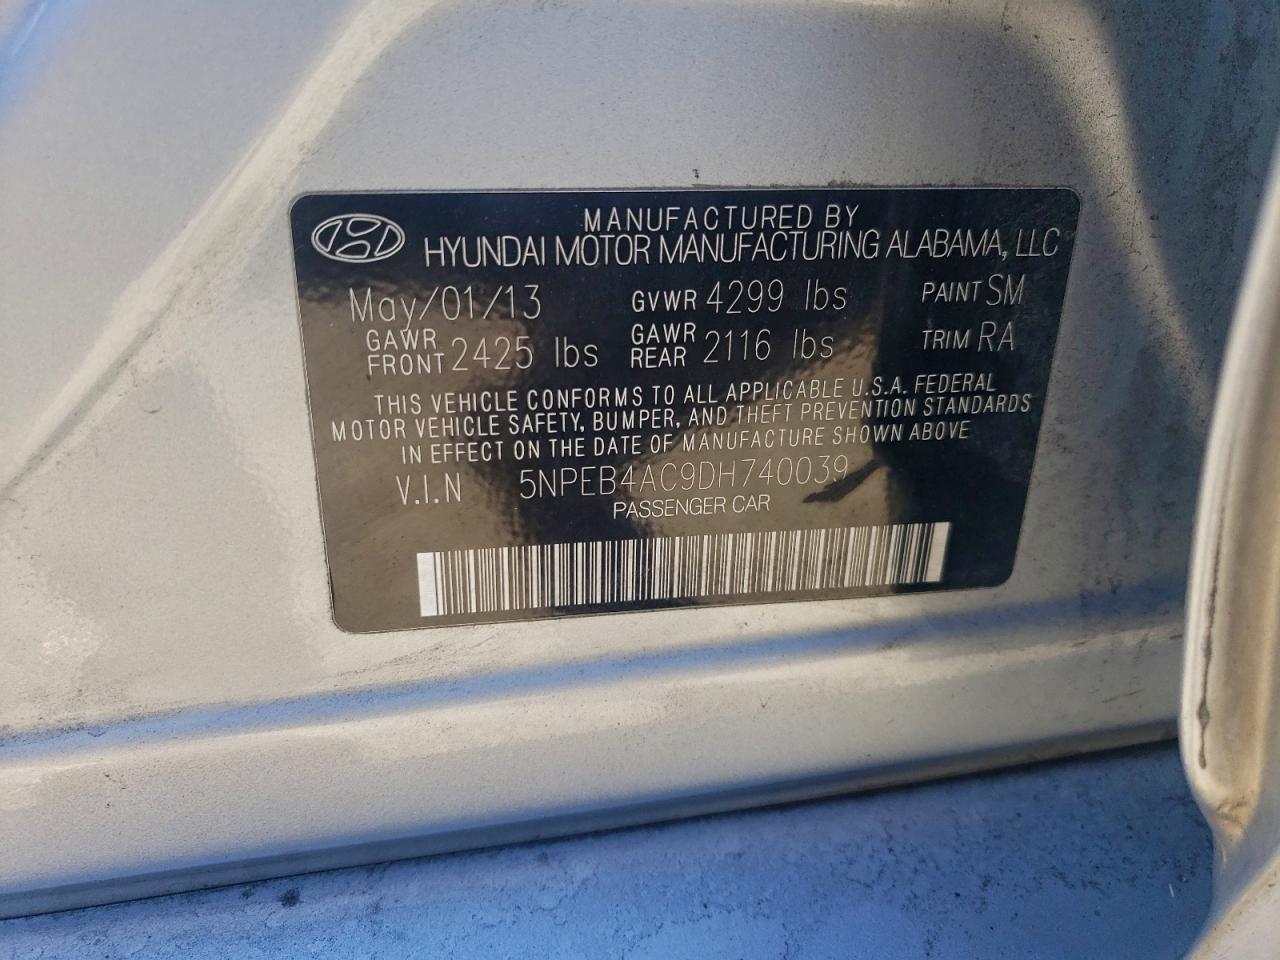 MANUFACTURED BY
HYUNDAI MOTOR MANUFACTURING ALABAMA, LLC
May/01/13 GVWR 4299 lbs PAINT SM
GAWR FRONT 2425 lbs GAWR REAR 2116 lbs TRIM RA
THIS VEHICLE CONFORMS TO ALL APPLICABLE U.S.A. FEDERAL
MOTOR VEHICLE SAFETY, BUMPER, AND THEFT PREVENTION STANDARDS
IN EFFECT ON THE DATE OF MANUFACTURE SHOWN ABOVE
V.I.N 5NPEB4AC9DH740039
PASSENGER CAR